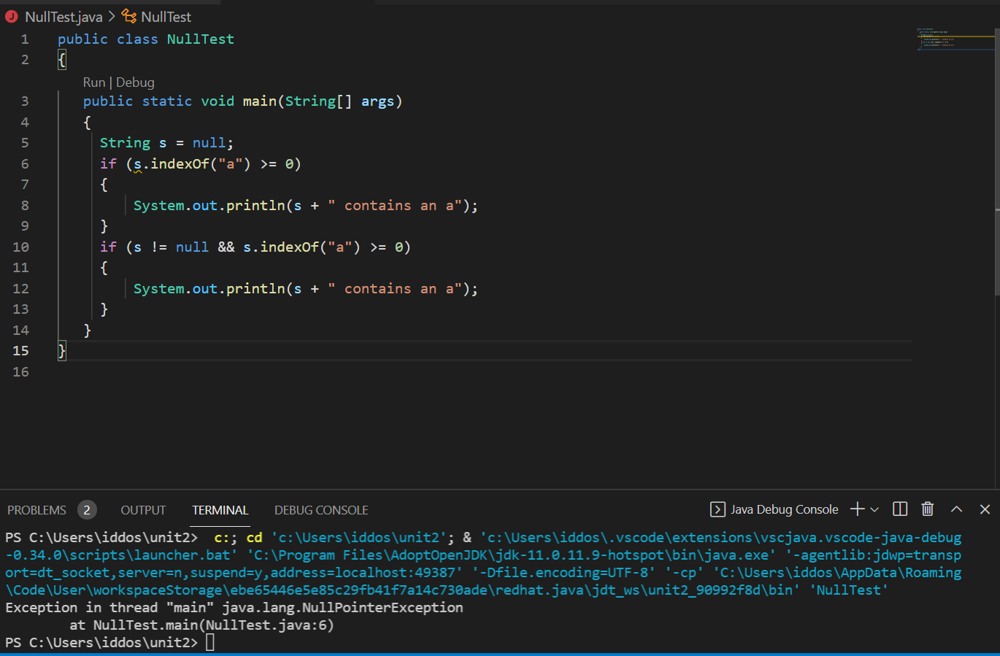 NullTest.java > NullTest
1 public class NullTest
2 {
Run | Debug
3 public static void main(String[] args)
4 {
5 String s = null;
6 if (s.indexOf("a") >= 0)
7 {
8 System.out.println(s + " contains an a");
9 }
10 if (s != null && s.indexOf("a") >= 0)
11 {
12 System.out.println(s + " contains an a");
13 }
14 }
15 }
16
PROBLEMS 2 OUTPUT TERMINAL DEBUG CONSOLE Java Debug Console
PS C:\Users\iddos\unit2>  c:; cd 'c:\Users\iddos\unit2'; & 'c:\Users\iddos\.vscode\extensions\vscjava.vscode-java-debug
-0.34.0\scripts\launcher.bat' 'C:\Program Files\AdoptOpenJDK\jdk-11.0.11.9-hotspot\bin\java.exe' '-agentlib:jdwp=transp
ort=dt_socket,server=n,suspend=y,address=localhost:49387' '-Dfile.encoding=UTF-8' '-cp' 'C:\Users\iddos\AppData\Roaming
\Code\User\workspaceStorage\ebe65446e5e85c29fb41f7a14c730ade\redhat.java\jdt_ws\unit2_90992f8d\bin' 'NullTest'
Exception in thread "main" java.lang.NullPointerException
at NullTest.main(NullTest.java:6)
PS C:\Users\iddos\unit2>